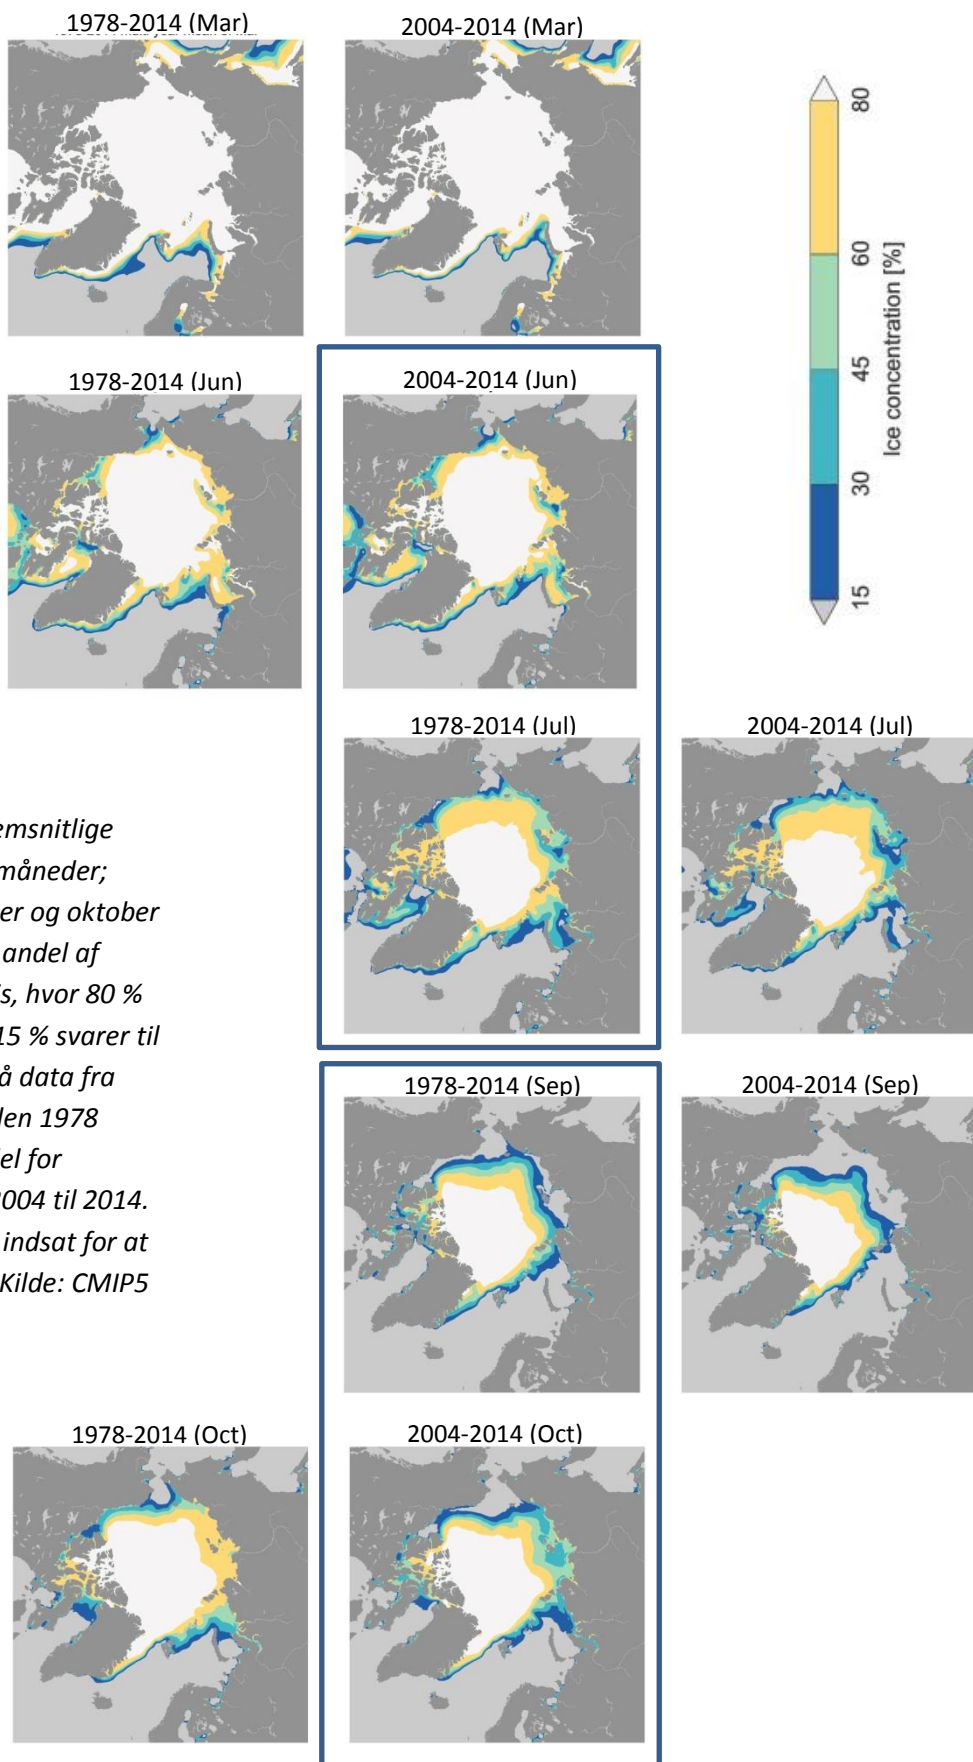 1978-2014 (Mar)
2004-2014 (Mar)
80
60
45
30
15
Ice concentration [%]
1978-2014 (Jun)
2004-2014 (Jun)
1978-2014 (Jul)
2004-2014 (Jul)
emsnitlige
måneder;
er og oktober
andel af
s, hvor 80 %
15 % svarer til
å data fra
den 1978
el for
2004 til 2014.
indsat for at
Kilde: CMIP5
1978-2014 (Sep)
2004-2014 (Sep)
1978-2014 (Oct)
2004-2014 (Oct)